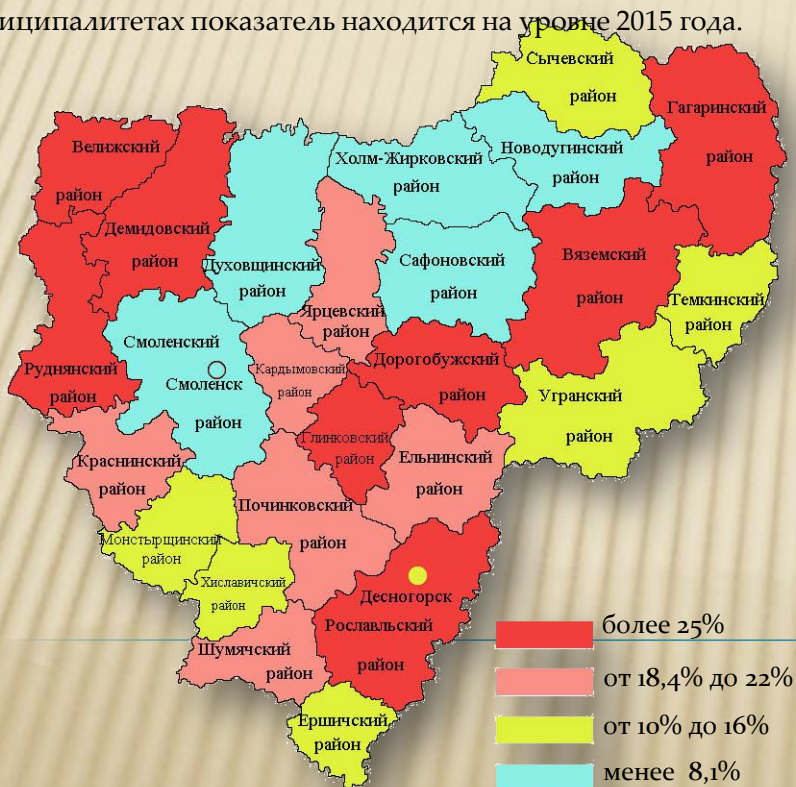 иципалитетах показатель находится на уровне 2015 года.
Сычевский
район
Гагаринский
район
Велижский
район
Холм-Жирковский
район
Новодугинский
район
Демидовский
район
Духовщинский
район
Сафоновский
район
Вяземский
район
Темкинский
район
Ярцевский
район
Смоленский
Смоленск
район
Руднянский
район
Кардымовский
район
Дорогобужский
район
Угранский
район
Глинковский
район
Ельнинский
район
Краснинский
район
Починковский
район
Монстырщинский
район
Хиславичский
район
Десногорск
Рославльский
район
Шумячский
район
Ершичский
район
более 25%
от 18,4% до 22%
от 10% до 16%
менее 8,1%